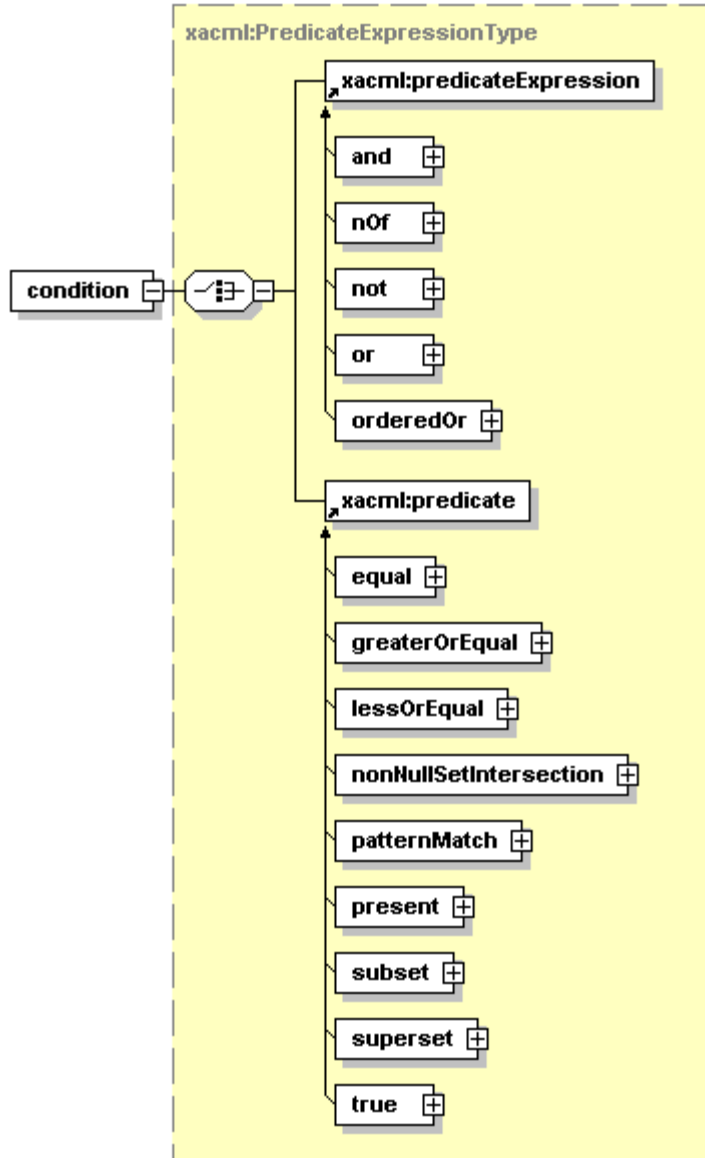 xacml:PredicateExpressionType
xacml:predicateExpression
and
nOf
not
condition
or
orderedOr
xacml:predicate
equal
greaterOrEqual
lessOrEqual
nonNullSetIntersection
patternMatch
present
subset
superset
true